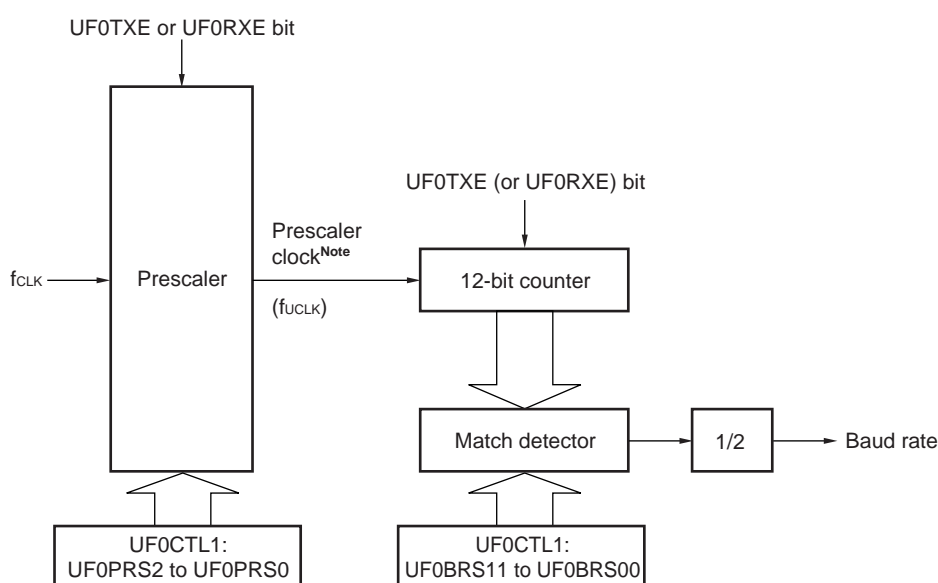 UF0TXE or UF0RXE bit
UF0TXE (or UF0RXE) bit
Prescaler
clockNote
fCLK
Prescaler
12-bit counter
(fUCLK)
Match detector
1/2
Baud rate
UF0CTL1:
UF0PRS2 to UF0PRS0
UF0CTL1:
UF0BRS11 to UF0BRS00